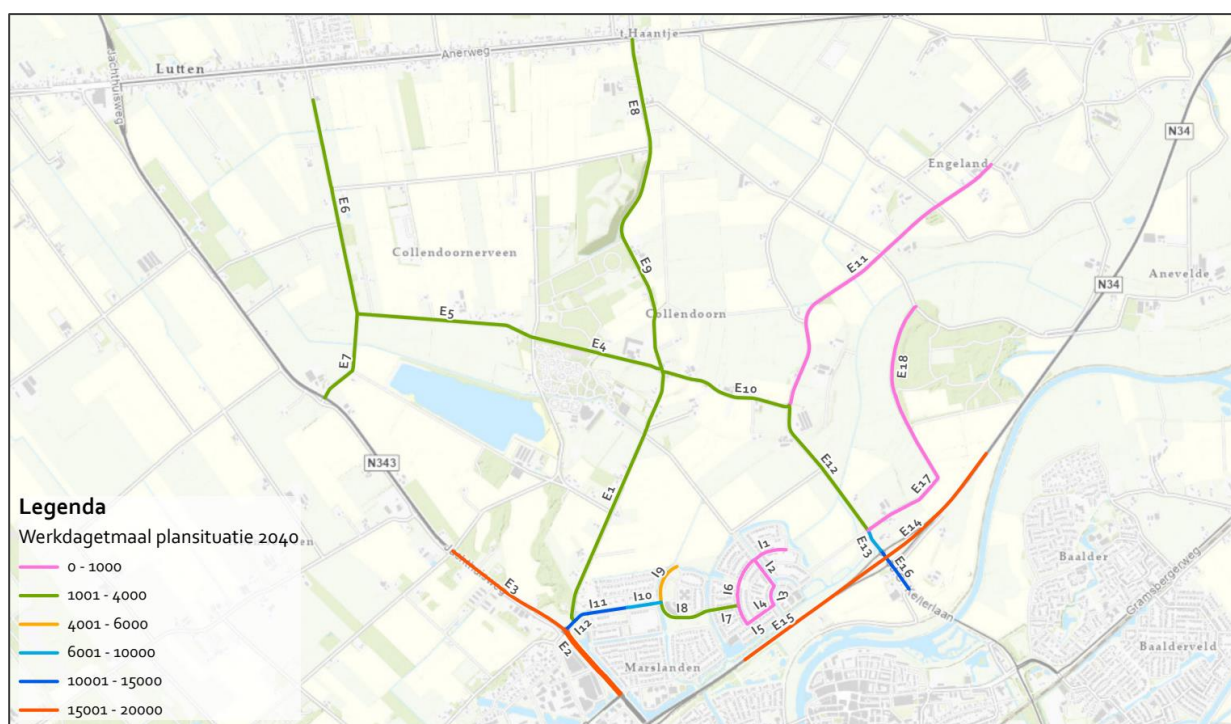 't Haantje
Anerweg
Lutten
Jachthuisweg
E8
N34
Engeland
E6
Collendoornerveen
E11
E9
Anevelde
N34
E5
Collendoorn
E4
E7
E18
E10
N343
E12
E1
E17
E14
E13
E16
Baalder
Gramsbergerweg
Jachthuisweg
E3
I1
I2
I9
I6
I3
I11
I10
I4
I8
I7
I5
E15
I12
E2
Marslanden
Baalderveld
Legenda
Werkdagetmaal plansituatie 2040
0 - 1000
1001 - 4000
4001 - 6000
6001 - 10000
10001 - 15000
15001 - 20000